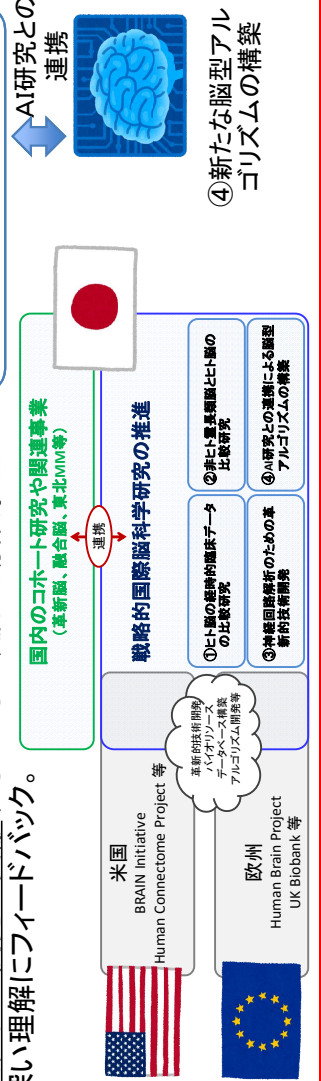 深い理解にフィードバック。
国内のコホート研究や関連事業
（革新脳、融合脳、東北MM等）
連携
戦略的国際脳科学研究の推進
①ヒト脳の経時的臨床データ
の比較研究
②非ヒト霊長類脳とヒト脳の
比較研究
③神経回路解析のための革
新的技術開発
④AI研究との連携による脳型
アルゴリズムの構築
米国
BRAIN Initiative
Human Connectome Project 等
革新的技術開発
バイオリソース
データベース構築
アルゴリズム開発等
欧州
Human Brain Project
UK Biobank 等
AI研究との
連携
④新たな脳型アル
ゴリズムの構築